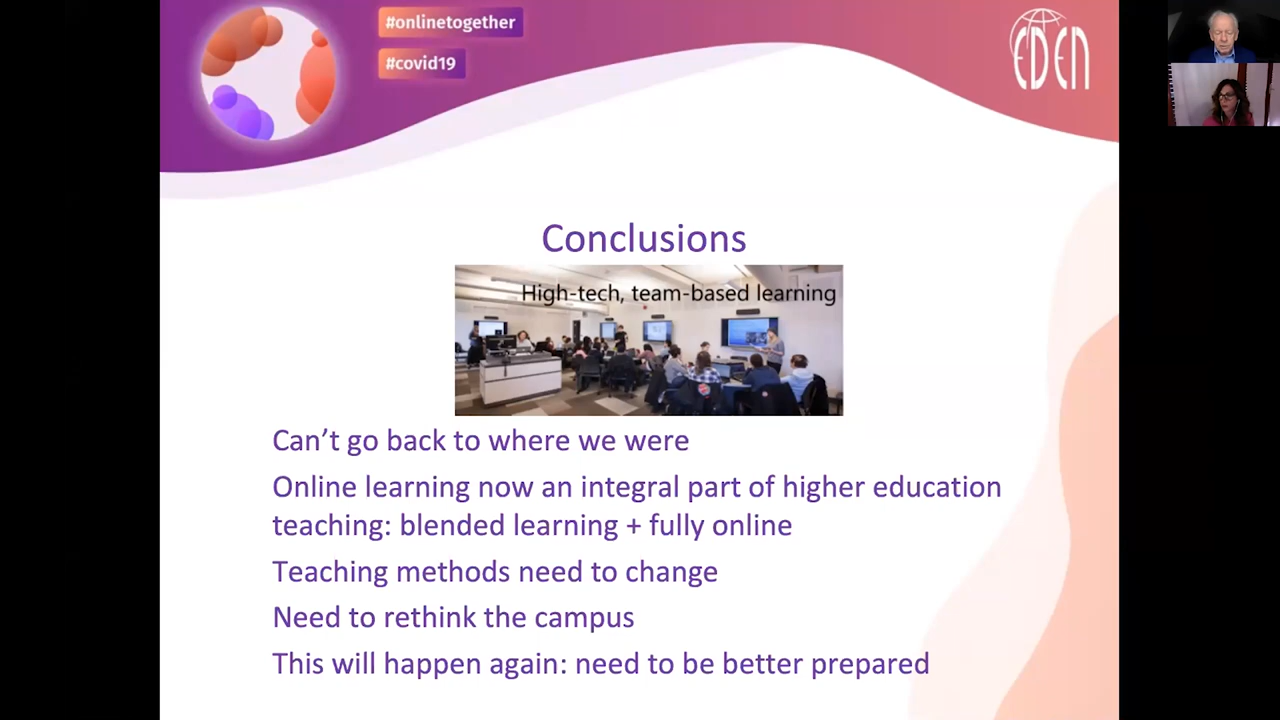 #onlinetogether
#covid19
EDEN
Conclusions
High-tech, team-based learning
Can’t go back to where we were
Online learning now an integral part of higher education
teaching: blended learning + fully online
Teaching methods need to change
Need to rethink the campus
This will happen again: need to be better prepared